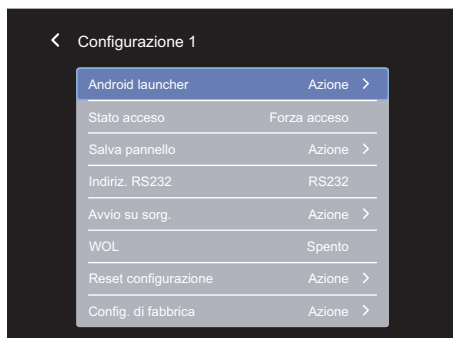 Configurazione 1
Android launcher Azione
Stato acceso Forza acceso
Salva pannello Azione
Indiriz. RS232 RS232
Avvio su sorg. Azione
WOL Spento
Reset configurazione Azione
Config. di fabbrica Azione